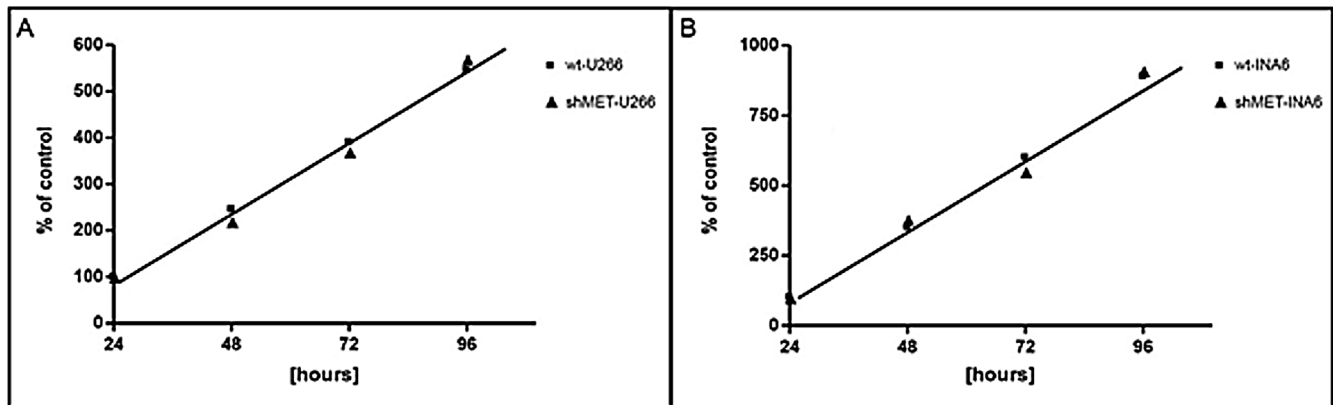 A
600
500
400
300
200
100
0
% of control
24 48 72 96
[hours]
wt-U266
shMET-U266
B
1000
750
500
250
0
% of control
24 48 72 96
[hours]
wt-INA6
shMET-INA6